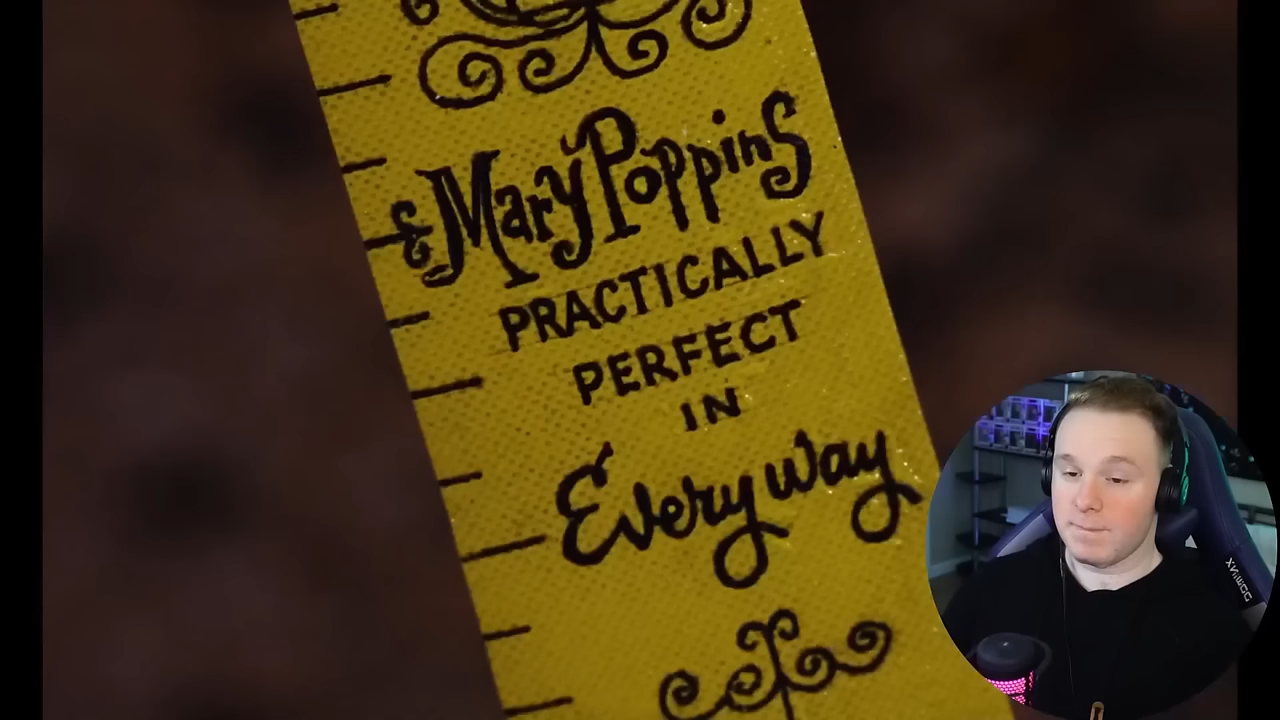 & Mary Poppins
PRACTICALLY
PERFECT
IN
Every way